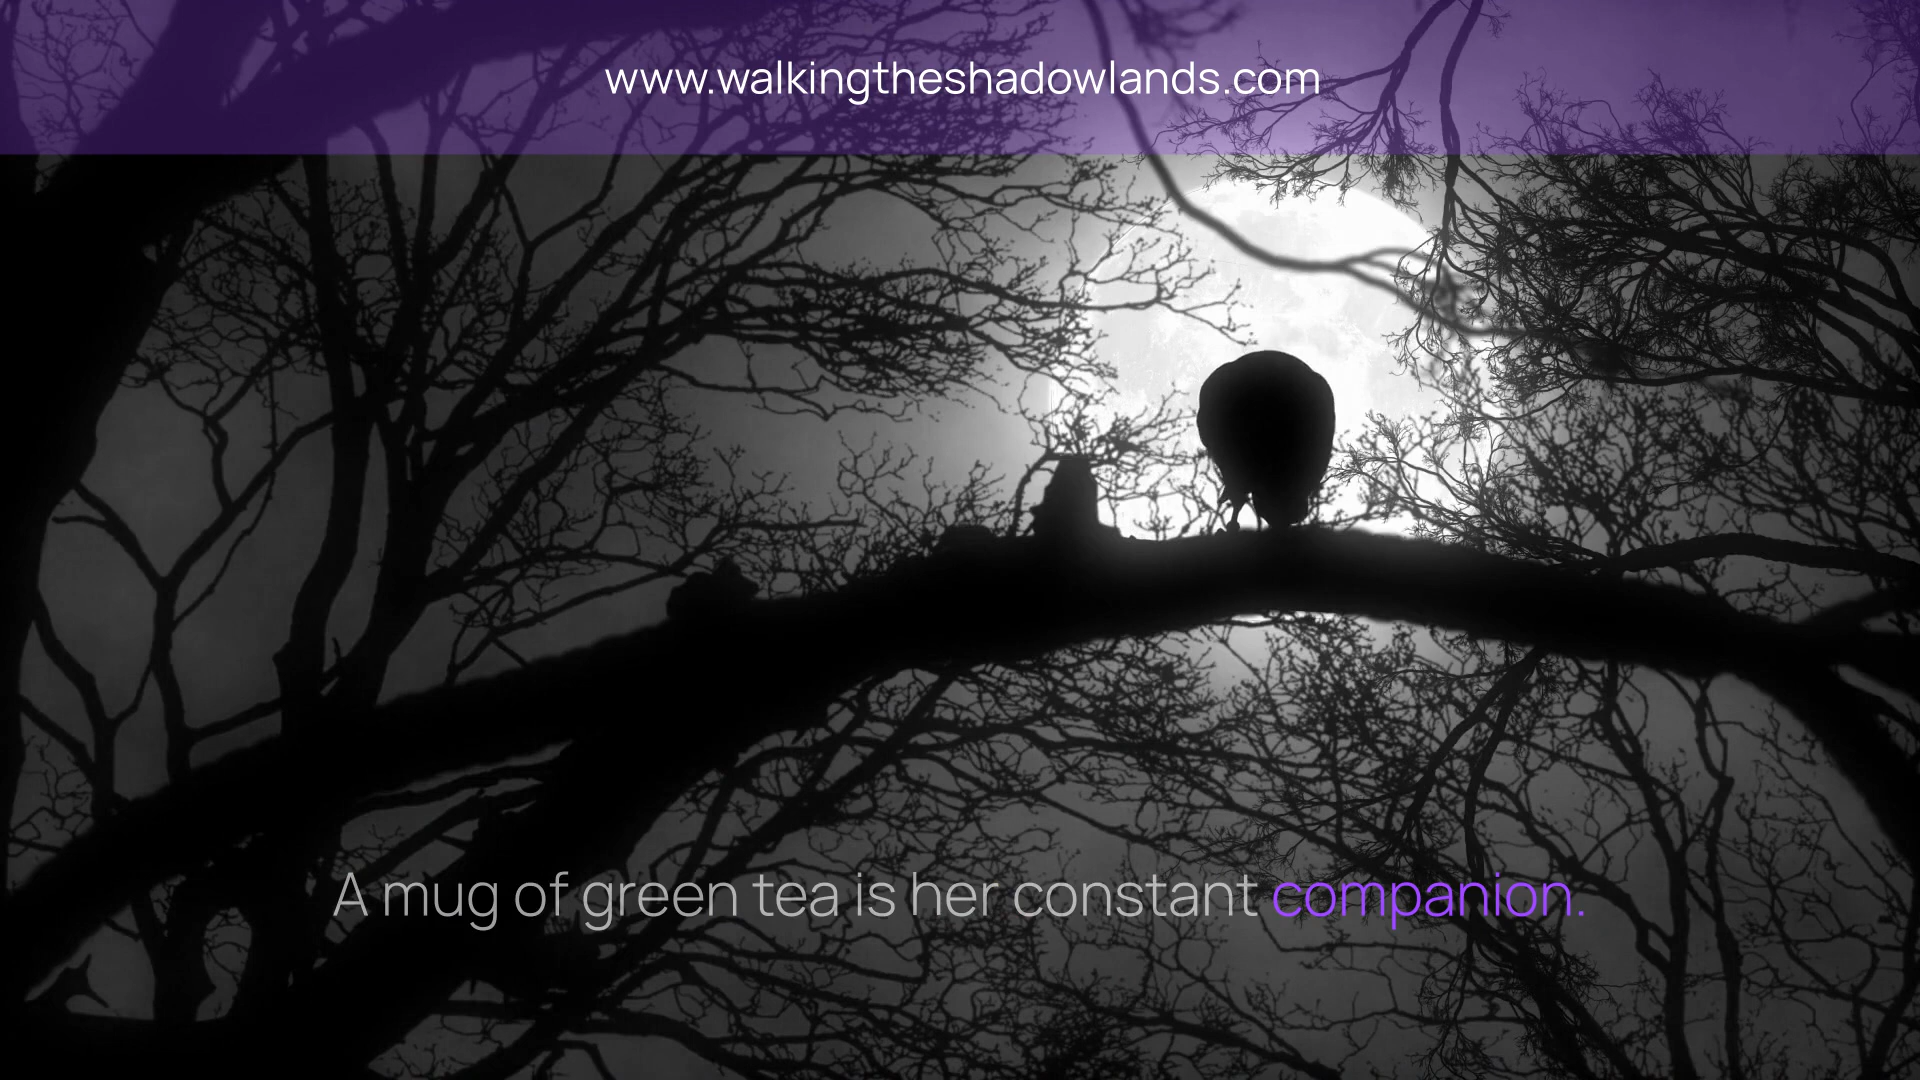 www.walkingtheshadowlands.com
A mug of green tea is her constant companion.